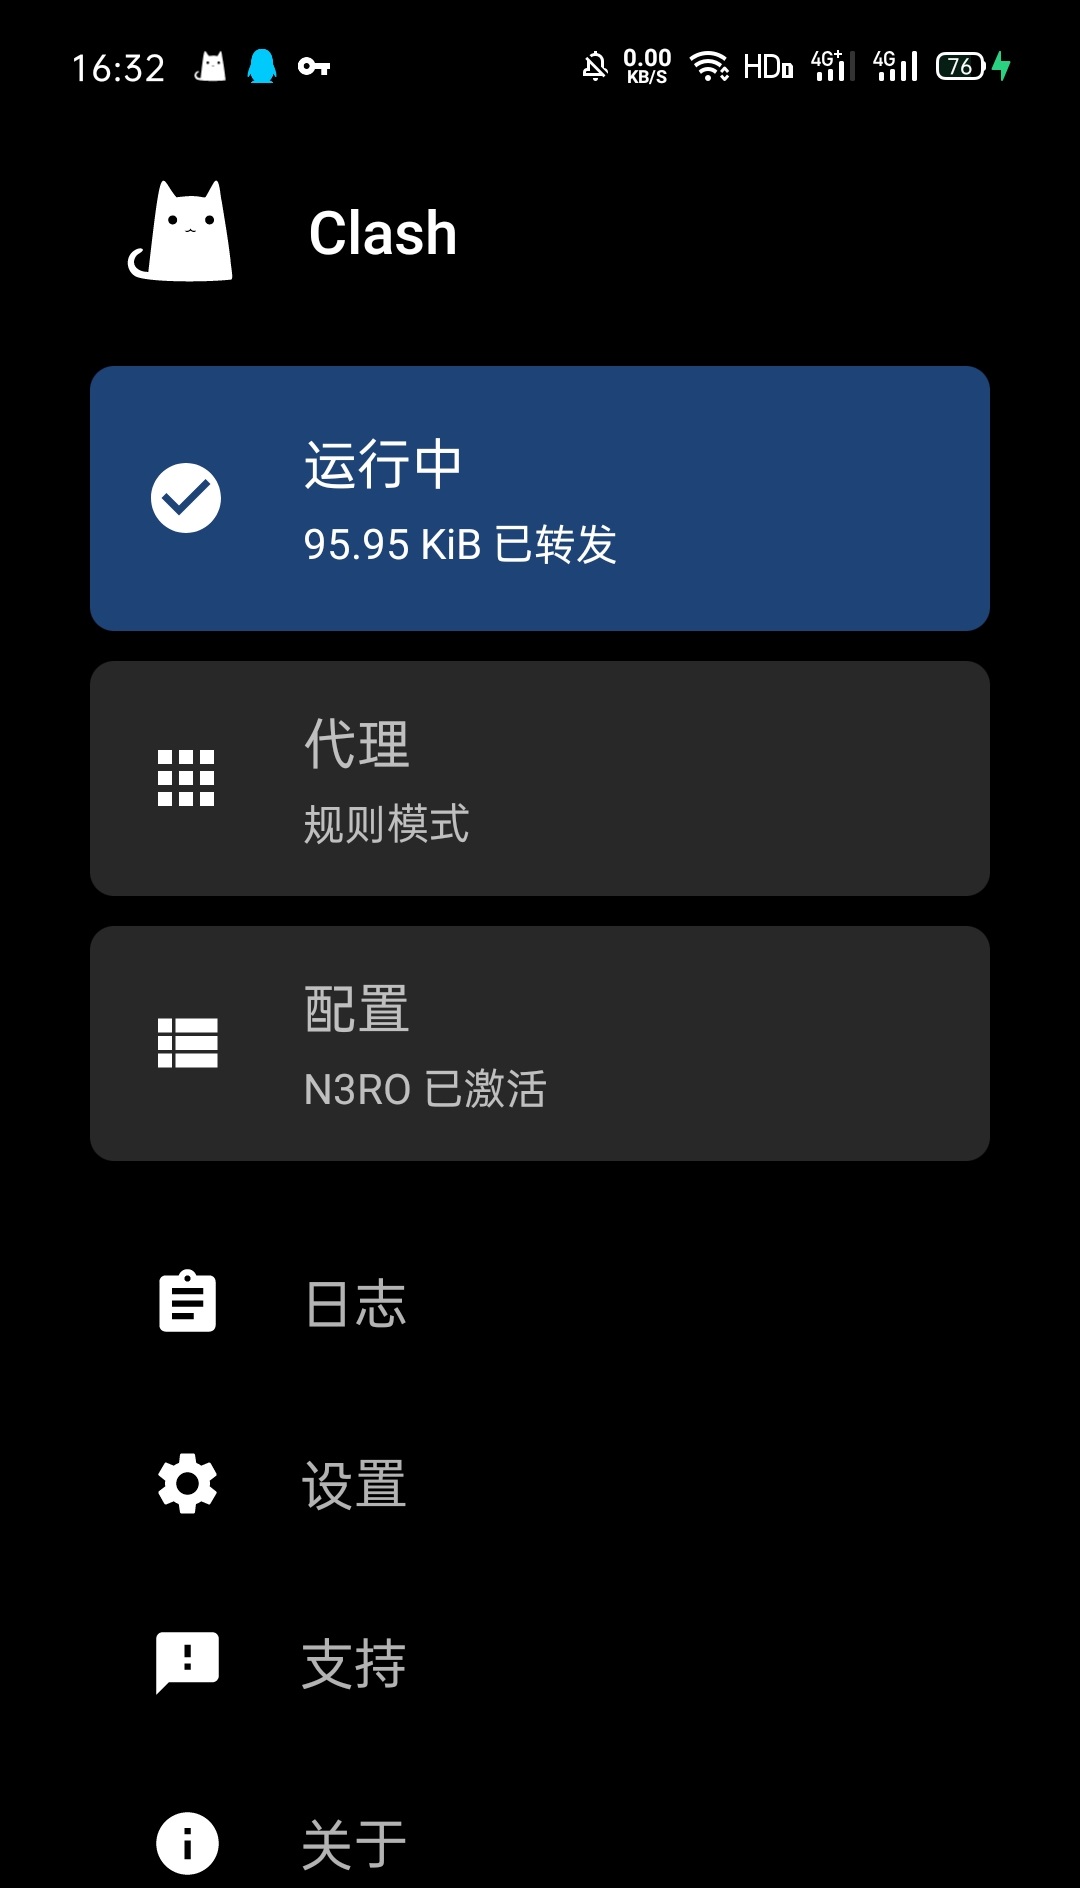 16:32 0.00 KB/S HD 4G+ 4G 76
Clash
运行中
95.95 KiB 已转发
代理
规则模式
配置
N3RO 已激活
日志
设置
支持
关于